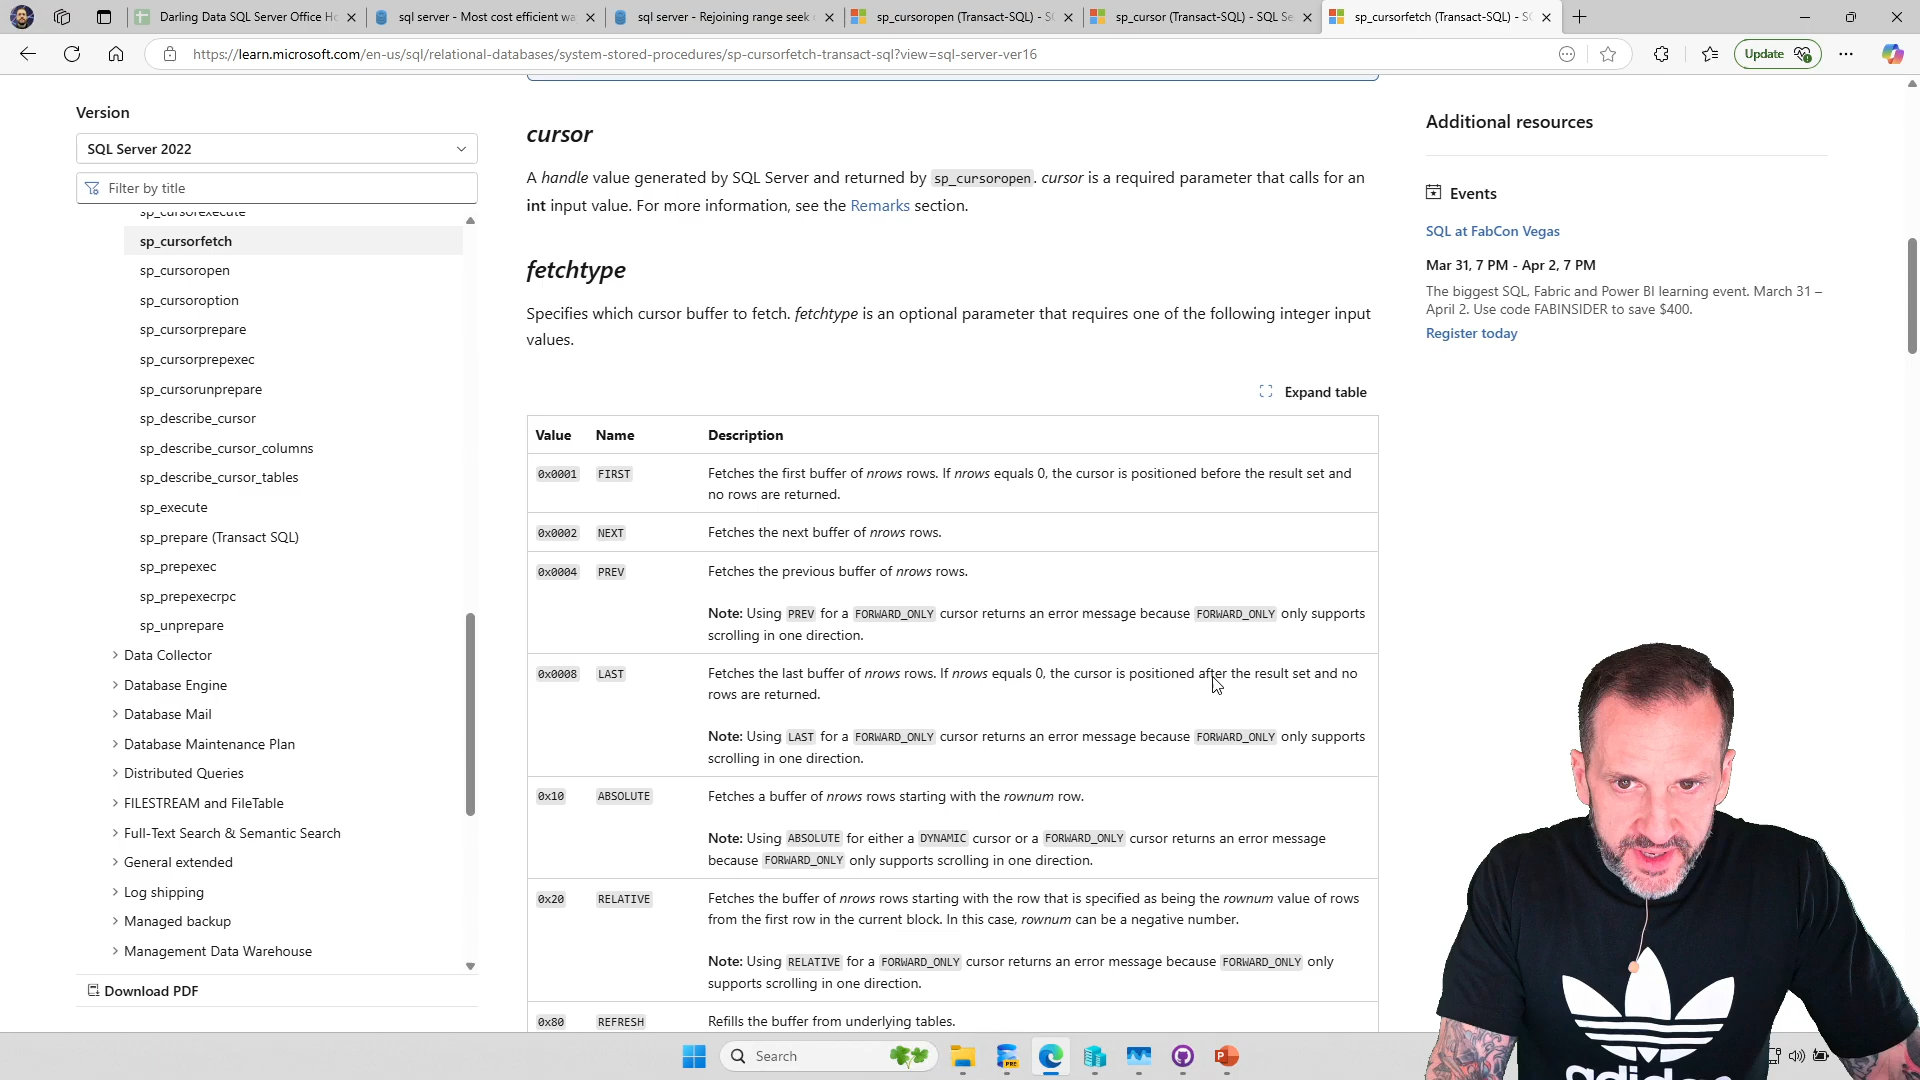 Darling Data SQL Server Office Ho
sql server - Most cost efficient wa
sql server - Rejoining range seek o
sp_cursoropen (Transact-SQL) - SQ
sp_cursor (Transact-SQL) - SQL Se
sp_cursorfetch (Transact-SQL) - SQ
https://learn.microsoft.com/en-us/sql/relational-databases/system-stored-procedures/sp-cursorfetch-transact-sql?view=sql-server-ver16
Update
Version
SQL Server 2022
Filter by title
sp_cursorexecute
sp_cursorfetch
sp_cursoropen
sp_cursoroption
sp_cursorprepare
sp_cursorprepexec
sp_cursorunprepare
sp_describe_cursor
sp_describe_cursor_columns
sp_describe_cursor_tables
sp_execute
sp_prepare (Transact SQL)
sp_prepexec
sp_prepexecrpc
sp_unprepare
Data Collector
Database Engine
Database Mail
Database Maintenance Plan
Distributed Queries
FILESTREAM and FileTable
Full-Text Search & Semantic Search
General extended
Log shipping
Managed backup
Management Data Warehouse
Download PDF
cursor
A handle value generated by SQL Server and returned by sp_cursoropen. cursor is a required parameter that calls for an
int input value. For more information, see the Remarks section.
fetchtype
Specifies which cursor buffer to fetch. fetchtype is an optional parameter that requires one of the following integer input
values.
Expand table
Value Name Description
0x0001 FIRST Fetches the first buffer of nrows rows. If nrows equals 0, the cursor is positioned before the result set and
no rows are returned.
0x0002 NEXT Fetches the next buffer of nrows rows.
0x0004 PREV Fetches the previous buffer of nrows rows.
Note: Using PREV for a FORWARD_ONLY cursor returns an error message because FORWARD_ONLY only supports
scrolling in one direction.
0x0008 LAST Fetches the last buffer of nrows rows. If nrows equals 0, the cursor is positioned after the result set and no
rows are returned.
Note: Using LAST for a FORWARD_ONLY cursor returns an error message because FORWARD_ONLY only supports
scrolling in one direction.
0x10 ABSOLUTE Fetches a buffer of nrows rows starting with the rownum row.
Note: Using ABSOLUTE for either a DYNAMIC cursor or a FORWARD_ONLY cursor returns an error message
because FORWARD_ONLY only supports scrolling in one direction.
0x20 RELATIVE Fetches the buffer of nrows rows starting with the row that is specified as being the rownum value of rows
from the first row in the current block. In this case, rownum can be a negative number.
Note: Using RELATIVE for a FORWARD_ONLY cursor returns an error message because FORWARD_ONLY only
supports scrolling in one direction.
0x80 REFRESH Refills the buffer from underlying tables.
Additional resources
Events
SQL at FabCon Vegas
Mar 31, 7 PM - Apr 2, 7 PM
The biggest SQL, Fabric and Power BI learning event. March 31 –
April 2. Use code FABINSIDER to save $400.
Register today
adidas
Search
PRE